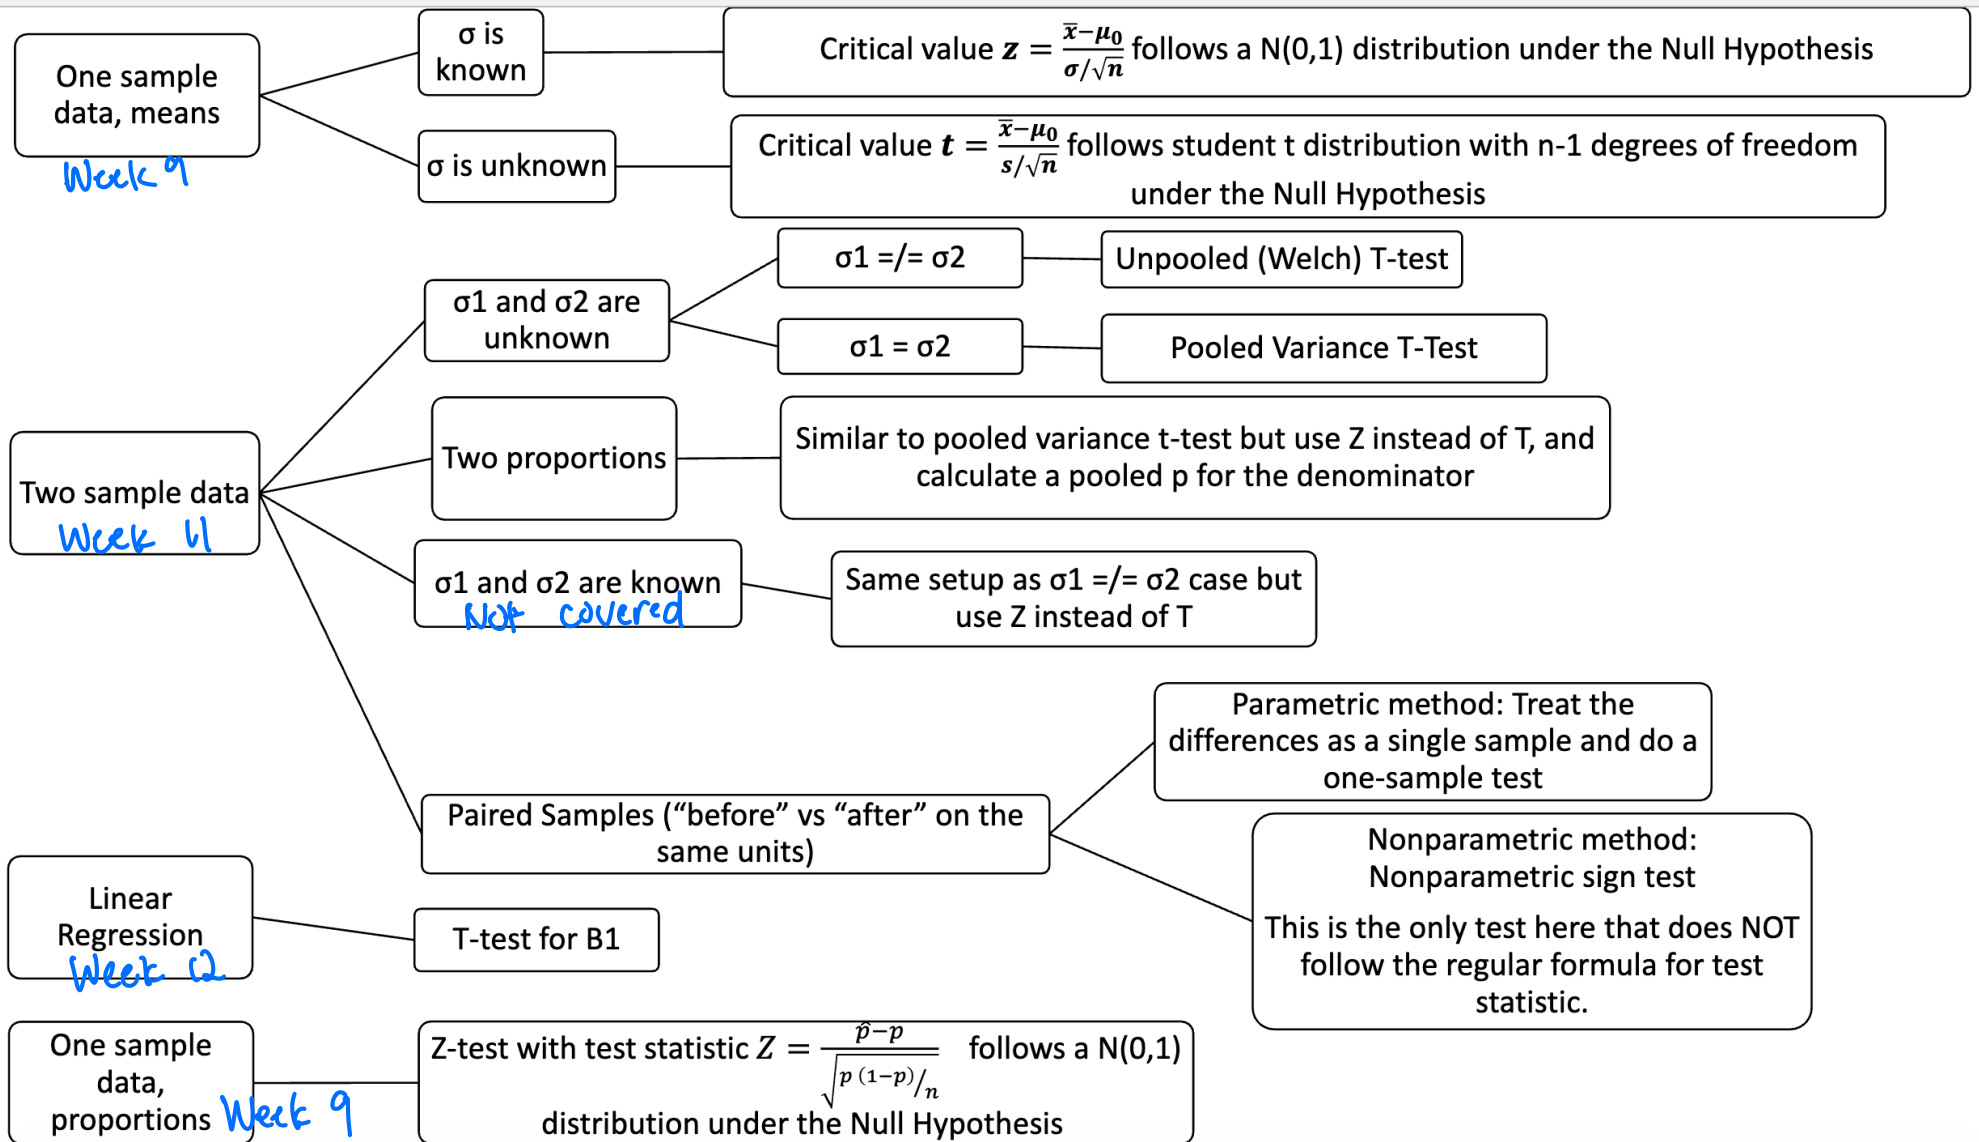 One sample
data, means
Week 9
σ is
known
Critical value z = (x̄−μ₀)/(σ/√n) follows a N(0,1) distribution under the Null Hypothesis
σ is unknown
Critical value t = (x̄−μ₀)/(s/√n) follows student t distribution with n-1 degrees of freedom
under the Null Hypothesis
Two sample data
Week 11
σ1 and σ2 are
unknown
σ1 =/= σ2
Unpooled (Welch) T-test
σ1 = σ2
Pooled Variance T-Test
Two proportions
Similar to pooled variance t-test but use Z instead of T, and
calculate a pooled p for the denominator
σ1 and σ2 are known
Not covered
Same setup as σ1 =/= σ2 case but
use Z instead of T
Paired Samples (“before” vs “after” on the
same units)
Parametric method: Treat the
differences as a single sample and do a
one-sample test
Nonparametric method:
Nonparametric sign test
This is the only test here that does NOT
follow the regular formula for test
statistic.
Linear
Regression
Week 12
T-test for B1
One sample
data,
proportions
Week 9
Z-test with test statistic Z = (p̂−p)/√(p (1−p)/n) follows a N(0,1)
distribution under the Null Hypothesis